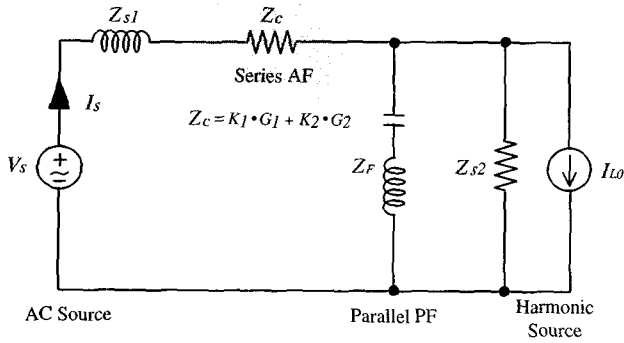 Zs1
Zc
Series AF
Is
Zc = K1•G1 + K2•G2
Vs
ZF
Zs2
ILO
AC Source
Parallel PF
Harmonic
Source